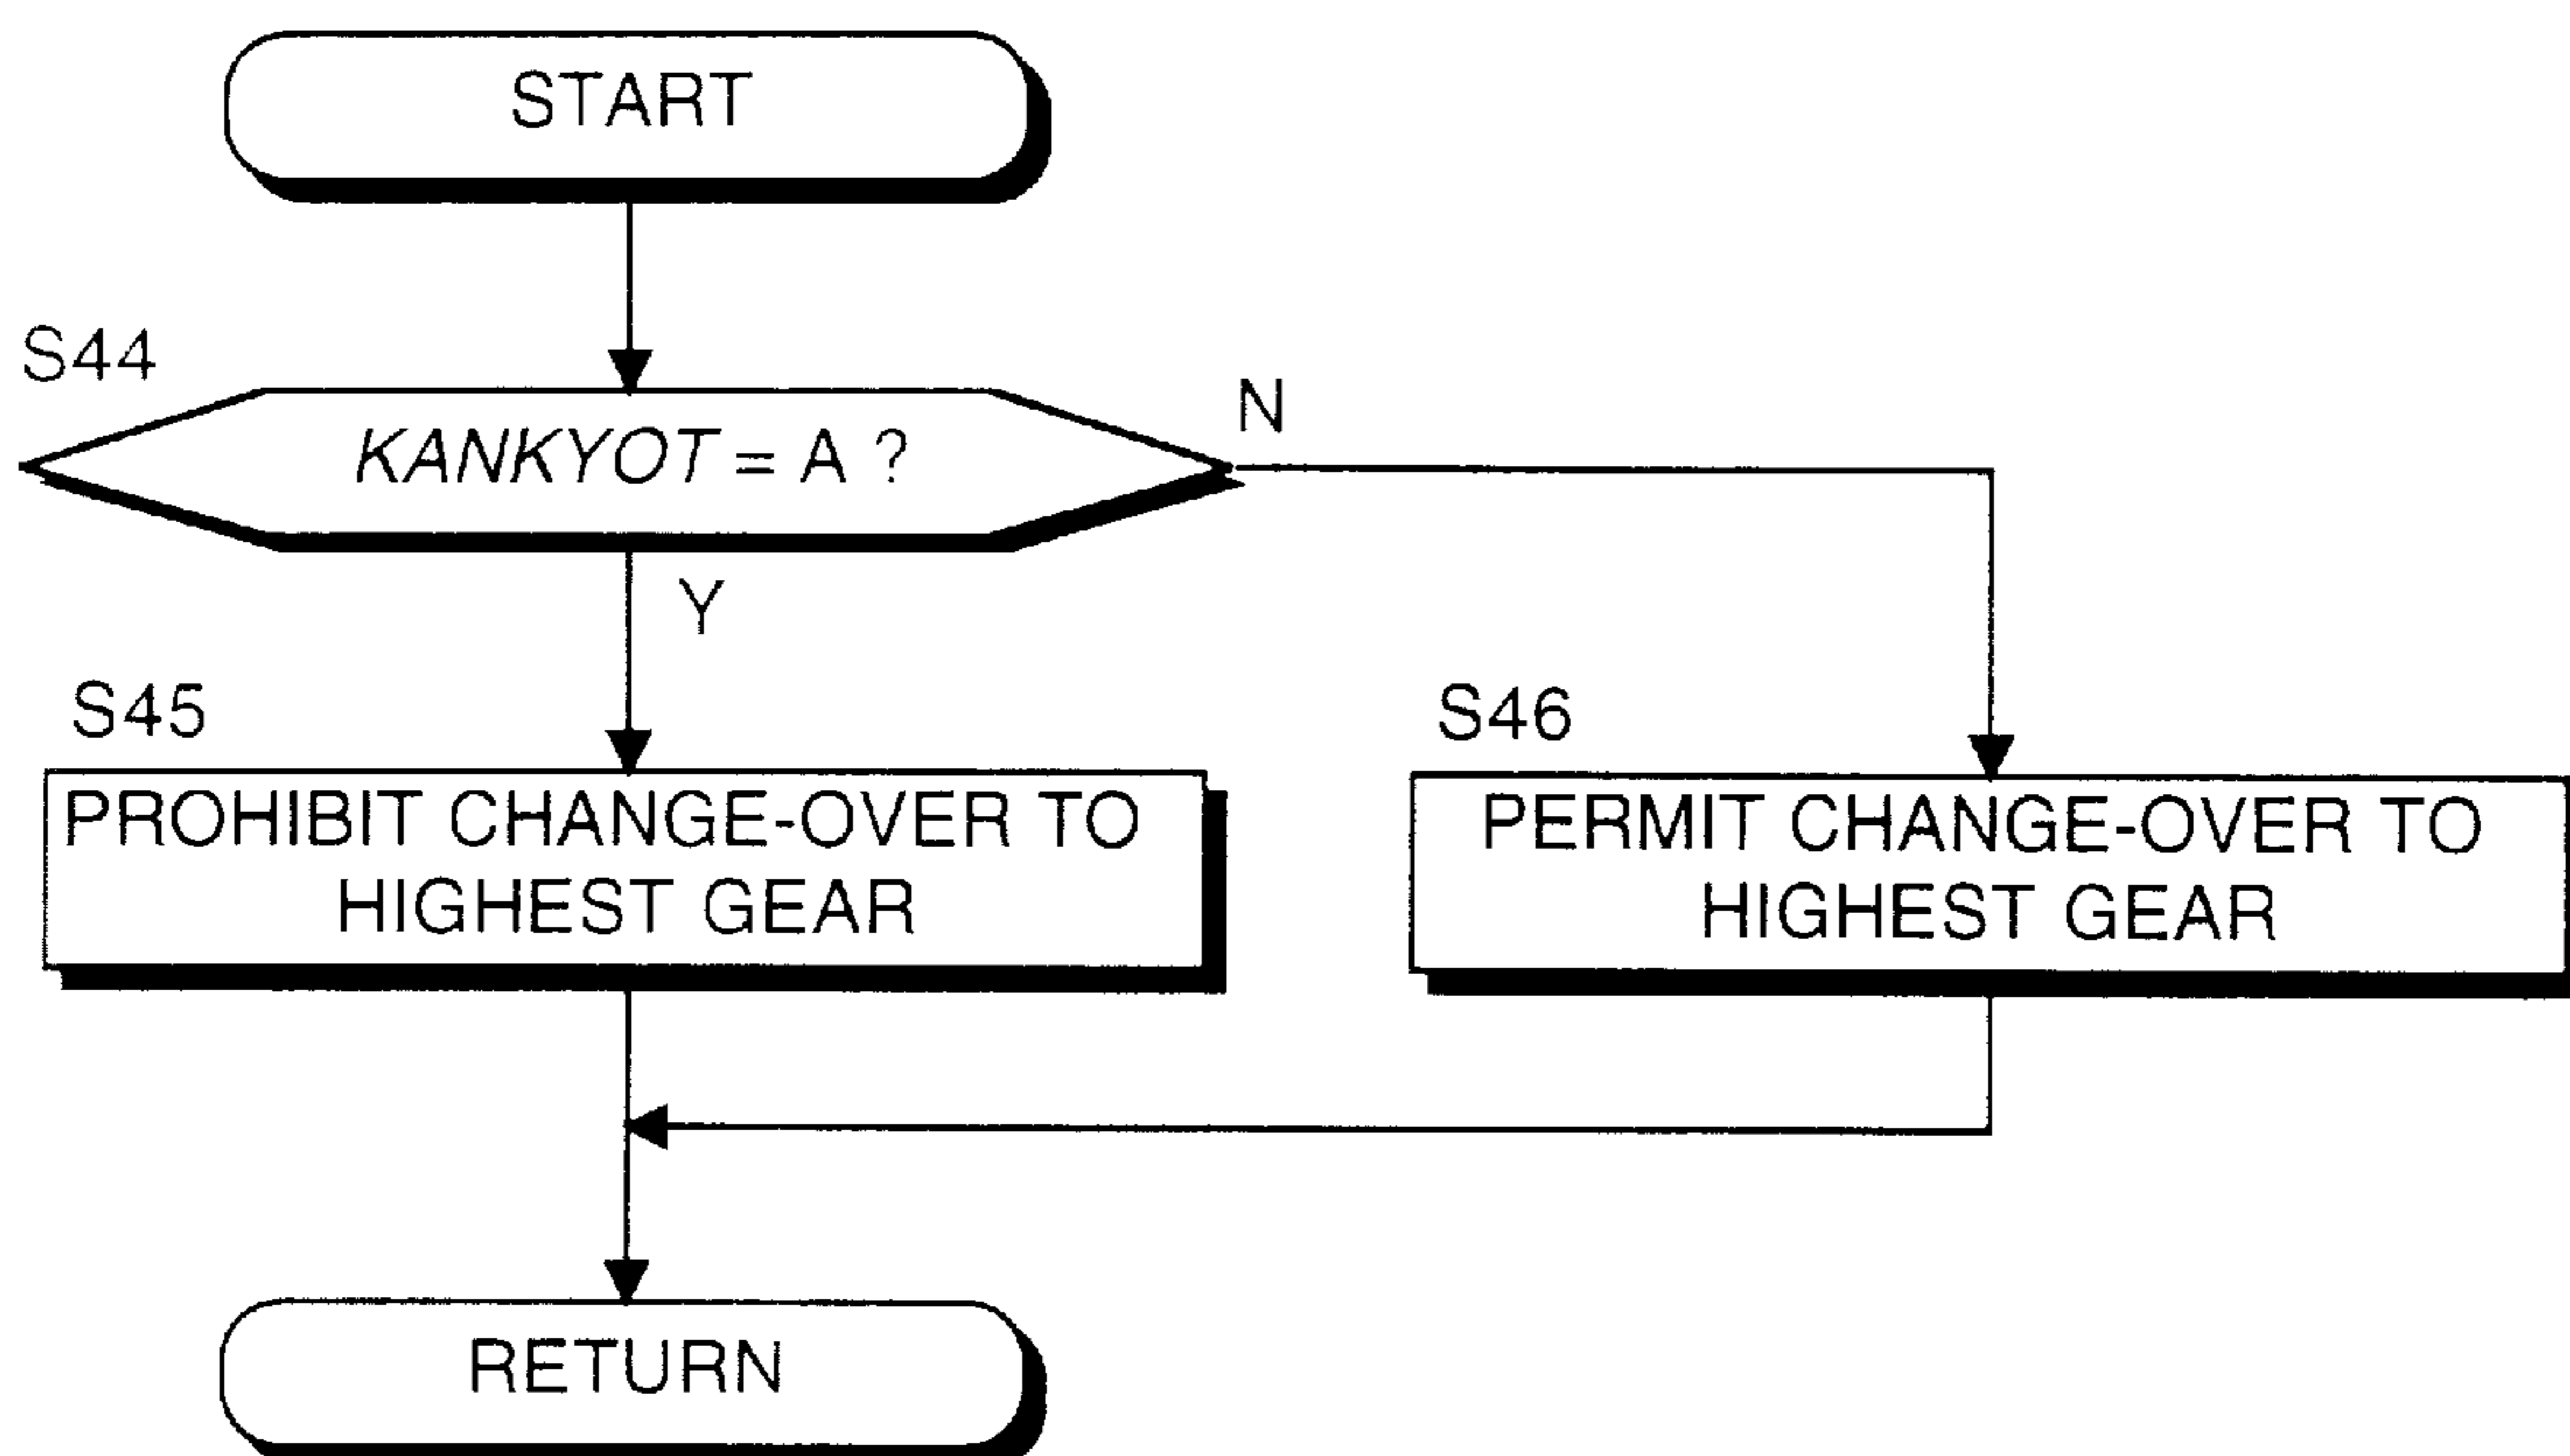 START
S44
KANKYOT = A ?
N
Y
S45
PROHIBIT CHANGE-OVER TO
HIGHEST GEAR
S46
PERMIT CHANGE-OVER TO
HIGHEST GEAR
RETURN